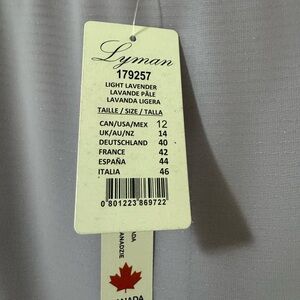 Lyman
179257
LIGHT LAVENDER
LAVANDE PÂLE
LAVANDA LIGERA
TAILLE / SIZE / TALLA
CAN/USA/MEX 12
UK/AU/NZ 14
DEUTSCHLAND 40
FRANCE 42
ESPAÑA 44
ITALIA 46
0 801223 869722